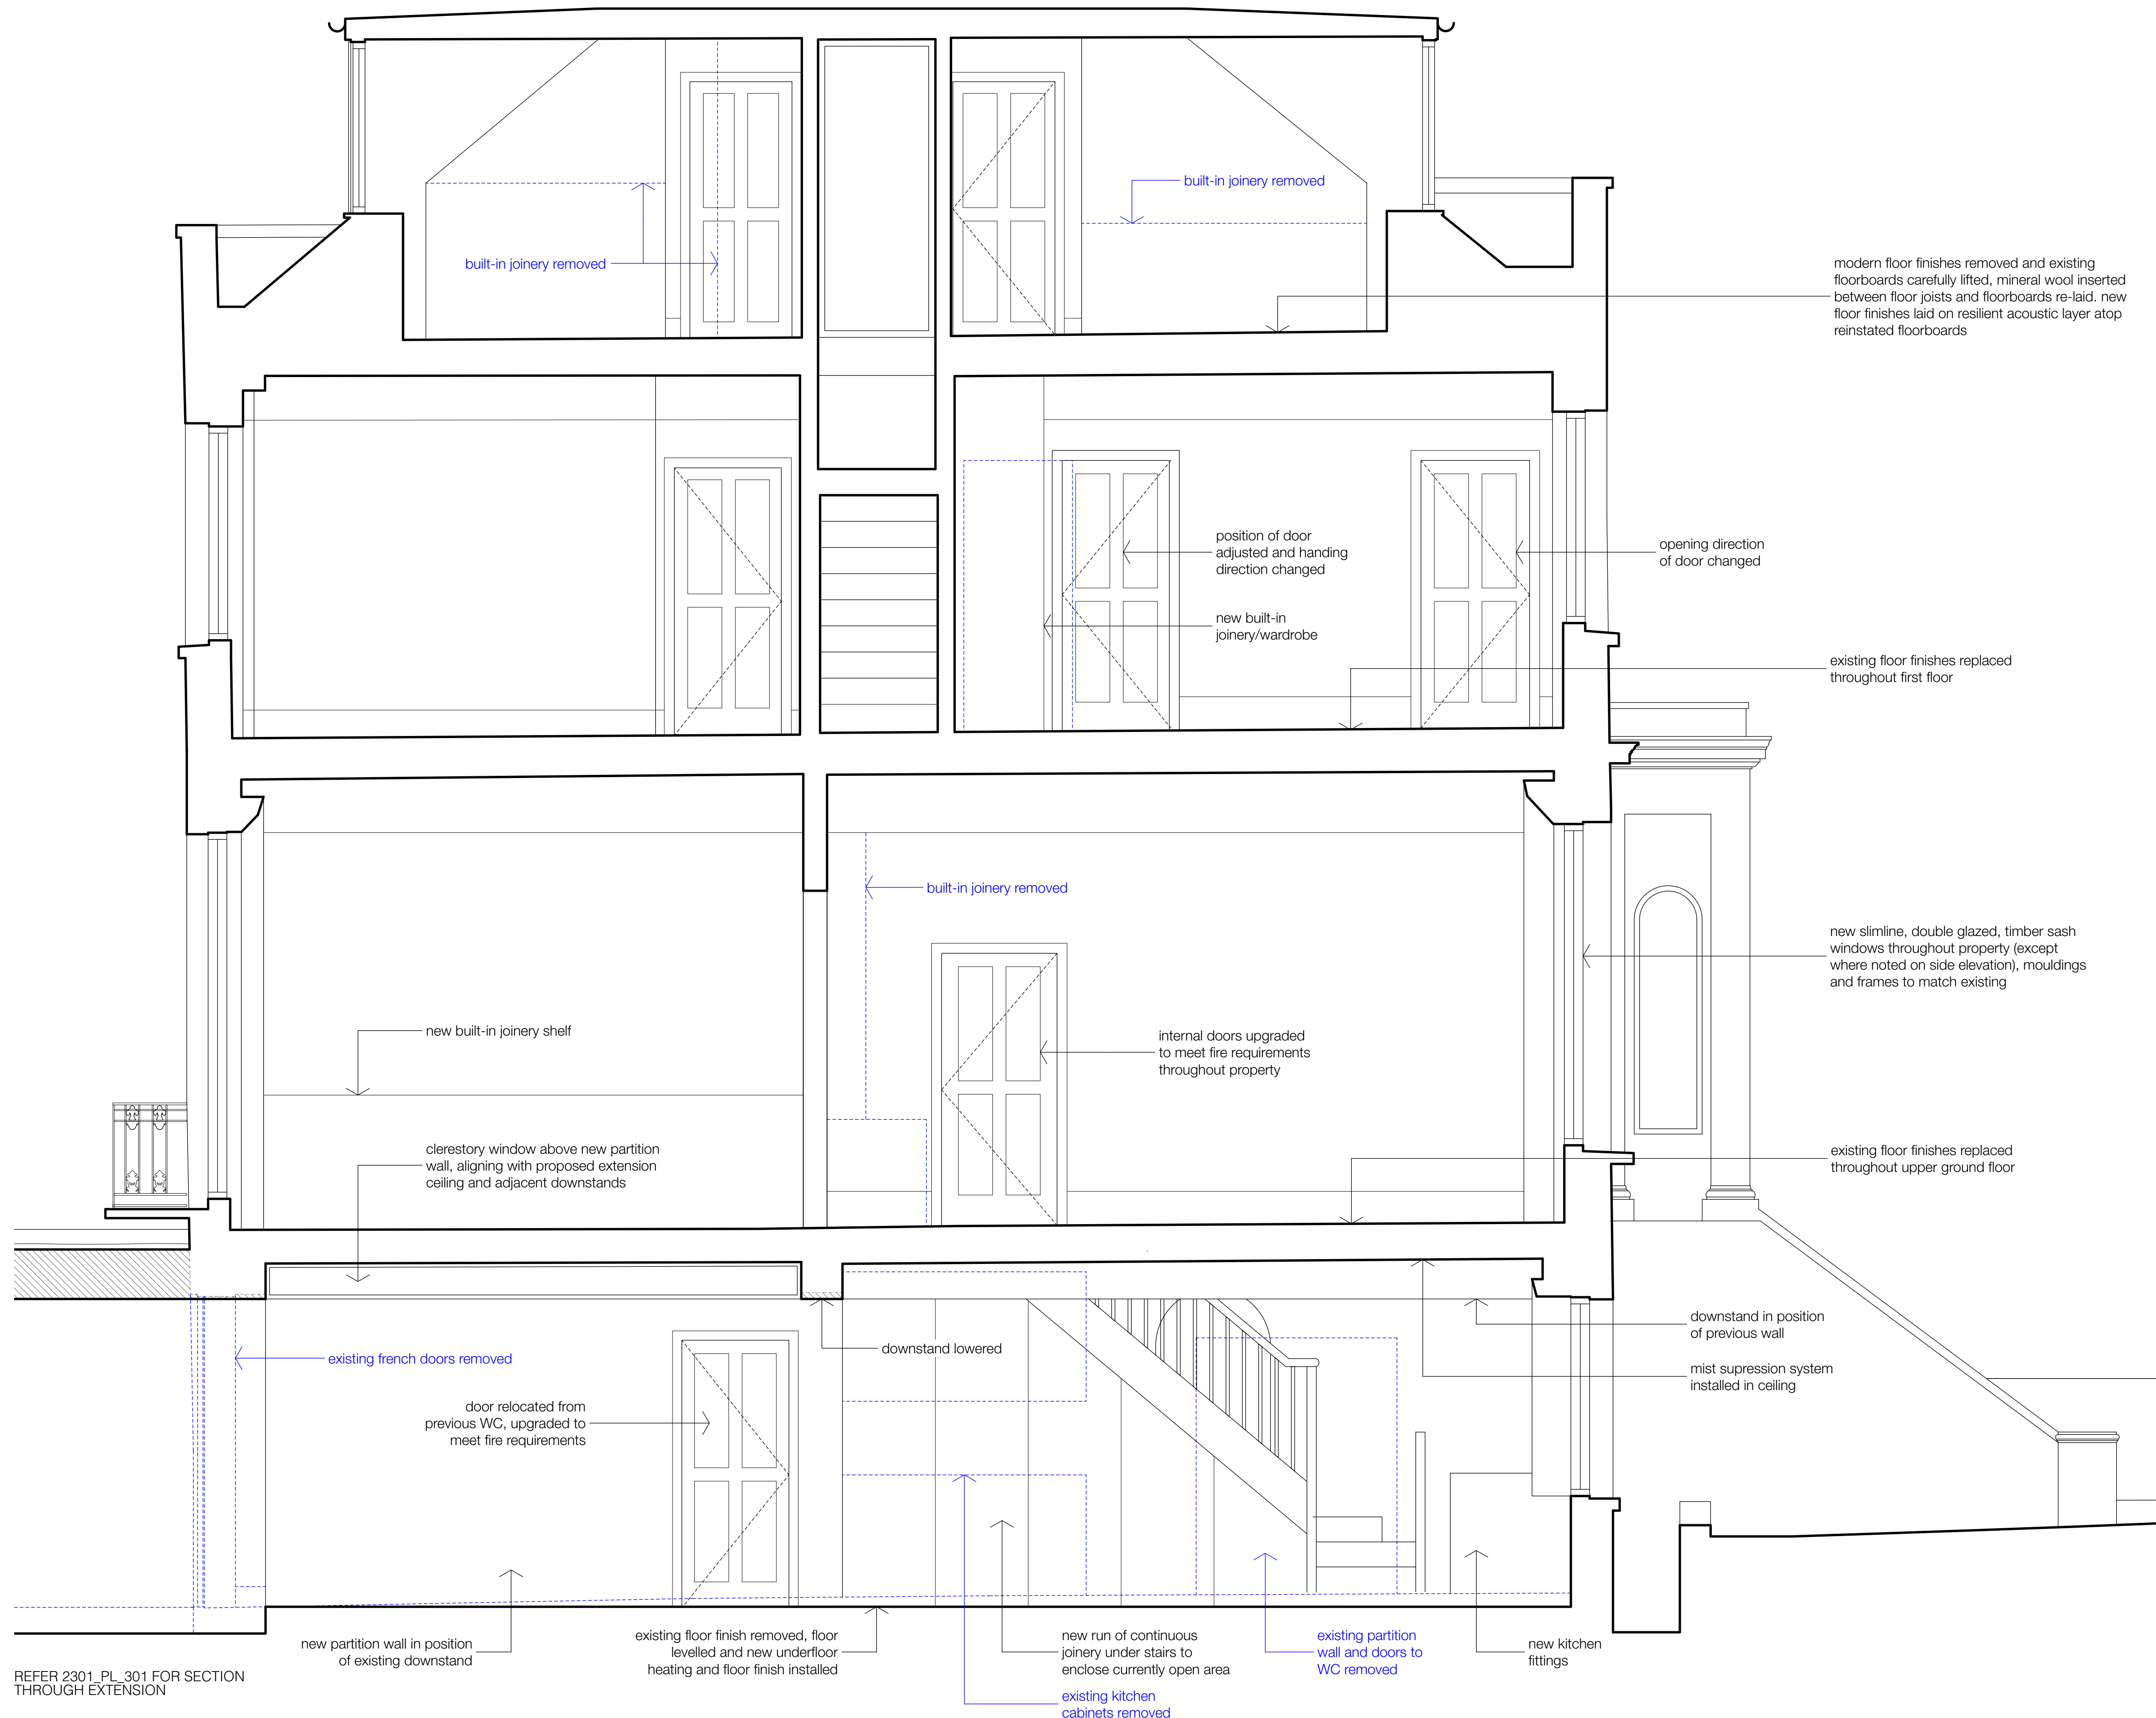 built-in joinery removed
built-in joinery removed
modern floor finishes removed and existing
floorboards carefully lifted, mineral wool inserted
between floor joists and floorboards re-laid. new
floor finishes laid on resilient acoustic layer atop
reinstated floorboards
position of door
adjusted and handing
direction changed
opening direction
of door changed
new built-in
joinery/wardrobe
existing floor finishes replaced
throughout first floor
built-in joinery removed
new slimline, double glazed, timber sash
windows throughout property (except
where noted on side elevation), mouldings
and frames to match existing
new built-in joinery shelf
internal doors upgraded
to meet fire requirements
throughout property
clerestory window above new partition
wall, aligning with proposed extension
ceiling and adjacent downstands
existing floor finishes replaced
throughout upper ground floor
existing french doors removed
downstand lowered
downstand in position
of previous wall
mist supression system
installed in ceiling
door relocated from
previous WC, upgraded to
meet fire requirements
new partition wall in position
of existing downstand
existing floor finish removed, floor
levelled and new underfloor
heating and floor finish installed
new run of continuous
joinery under stairs to
enclose currently open area
existing partition
wall and doors to
WC removed
new kitchen
fittings
existing kitchen
cabinets removed
REFER 2301_PL_301 FOR SECTION
THROUGH EXTENSION